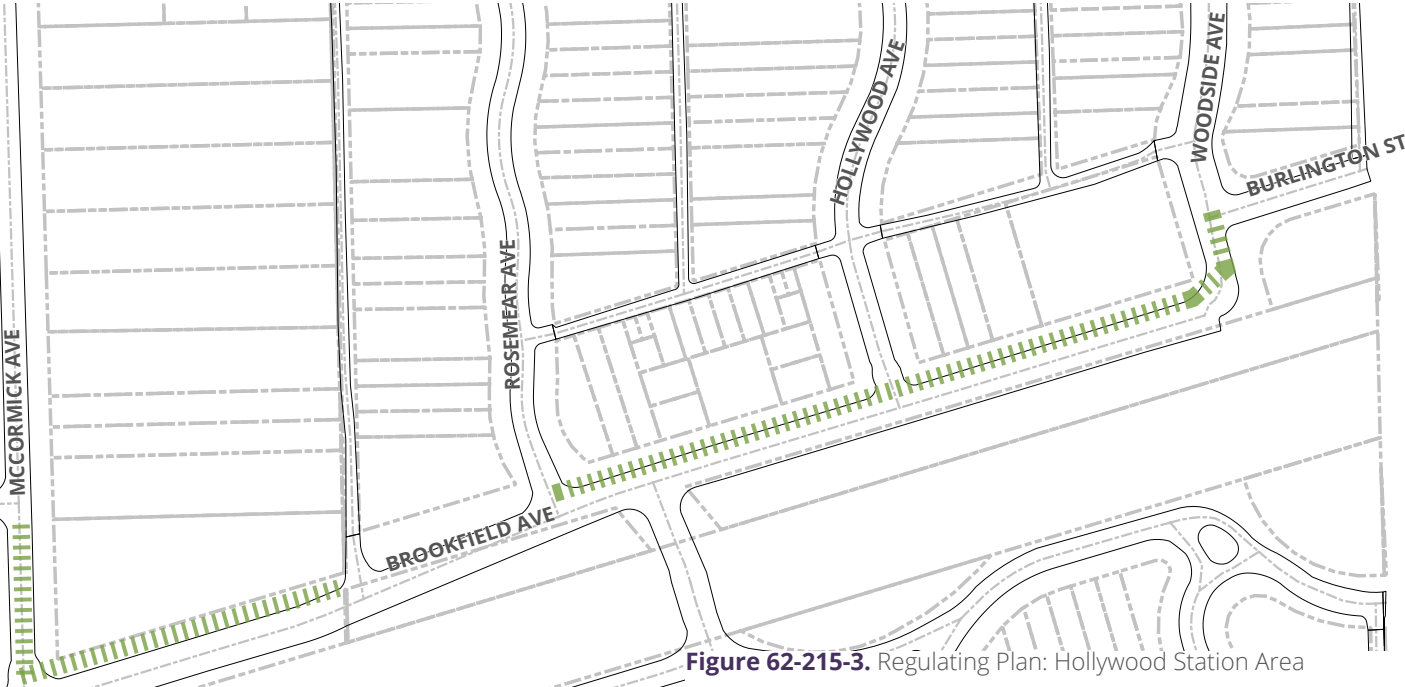 WOODSIDE AVE
HOLLYWOOD AVE
BURLINGTON ST
ROSEMEAR AVE
MCCORMICK AVE
BROOKFIELD AVE
Figure 62-215-3. Regulating Plan: Hollywood Station Area